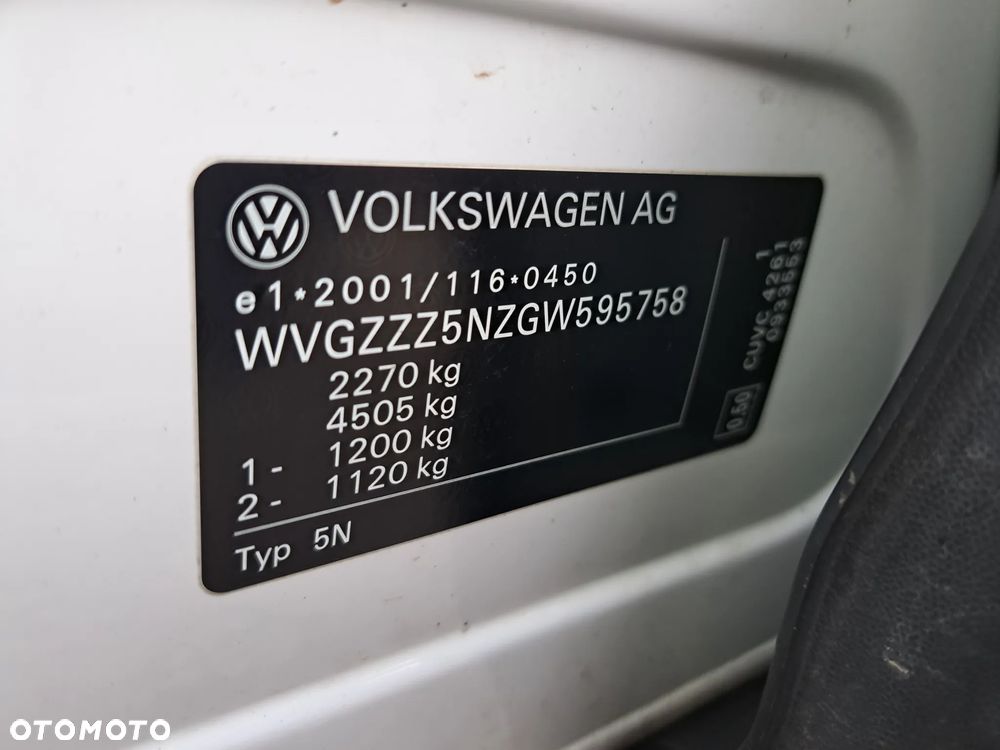 VOLKSWAGEN AG
e1*2001/116*0450
WVGZZZ5NZGW595758
2270 kg
4505 kg
1 - 1200 kg
2 - 1120 kg
Typ 5N
0.50
CUVC 4261 1
0933553
OTOMOTO